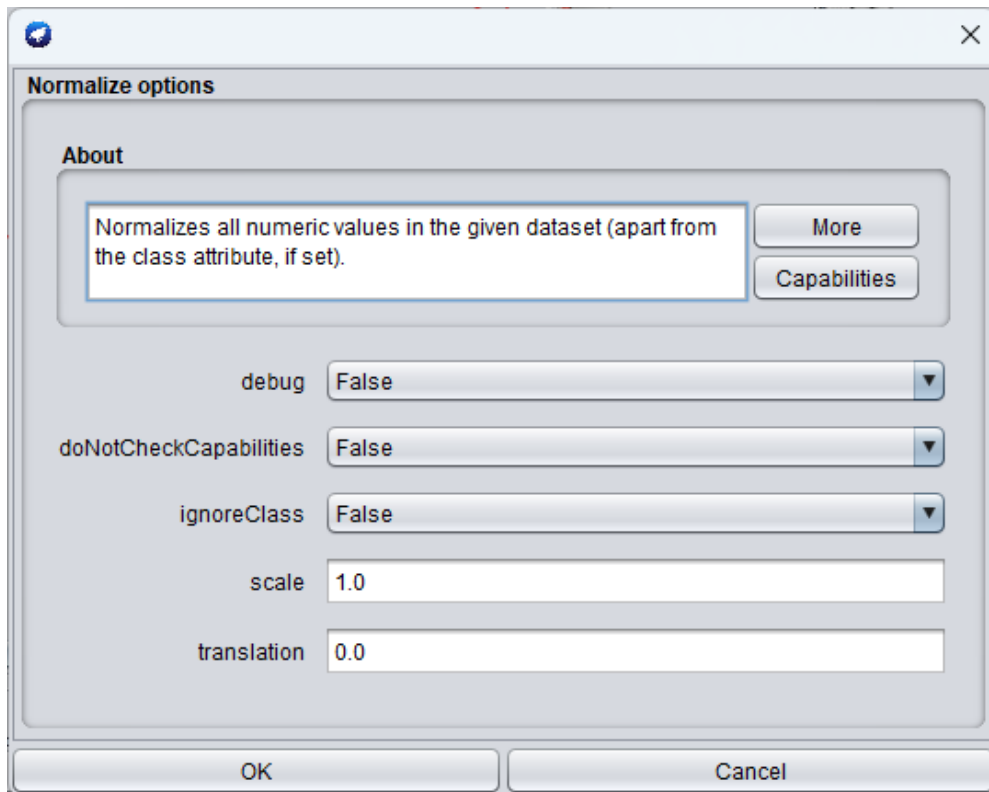 Normalize options
About
Normalizes all numeric values in the given dataset (apart from
the class attribute, if set).
More
Capabilities
debug False
doNotCheckCapabilities False
ignoreClass False
scale 1.0
translation 0.0
OK Cancel